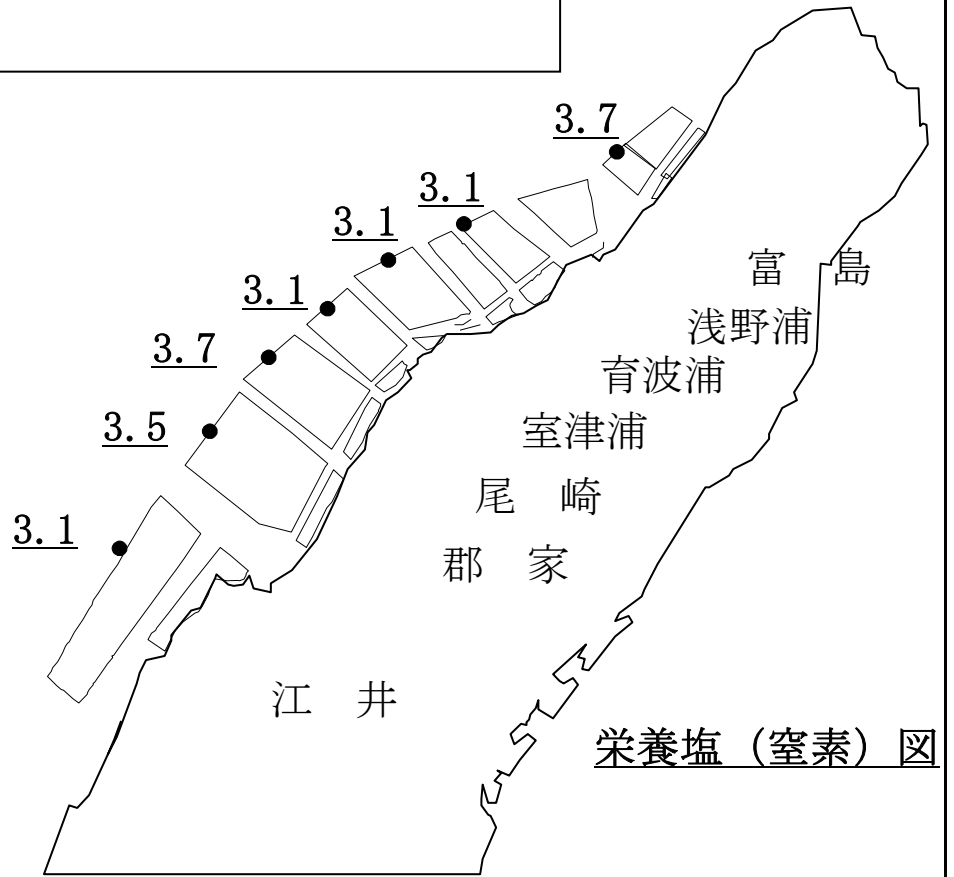 3.7
3.1
3.1
3.1
3.7
3.5
3.1
富　島
浅野浦
育波浦
室津浦
尾　崎
郡　家
江　井
栄養塩（窒素）図